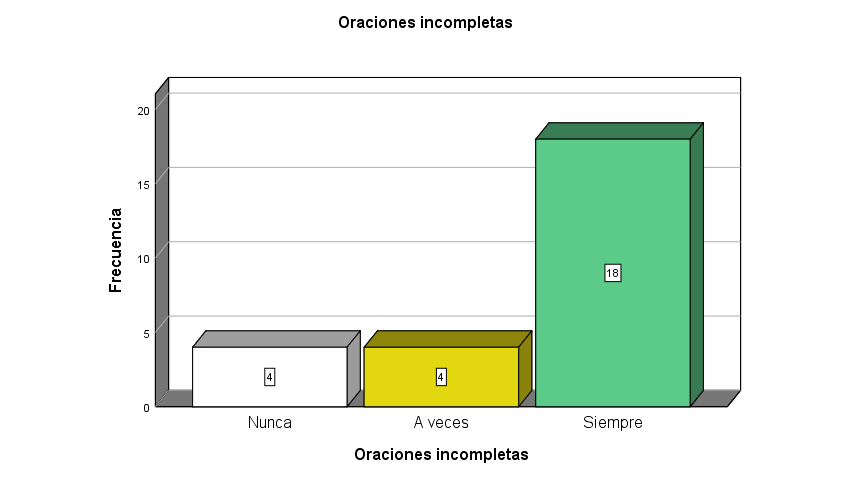 Oraciones incompletas
20
15
10
5
0
Frecuencia
4
4
18
Nunca
A veces
Siempre
Oraciones incompletas